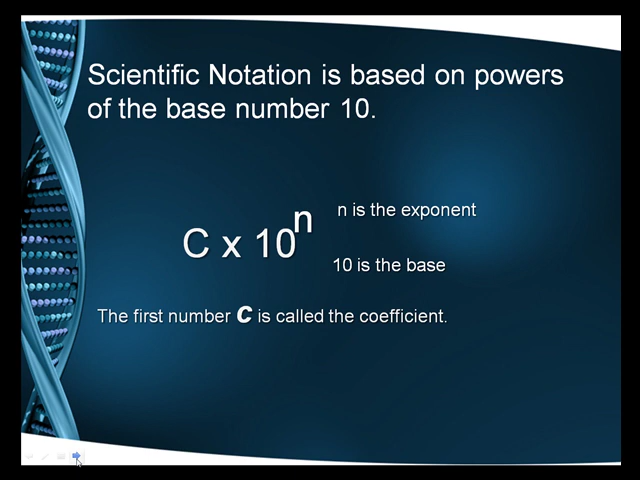 Scientific Notation is based on powers
of the base number 10.
C x 10ⁿ
n is the exponent
10 is the base
The first number c is called the coefficient.